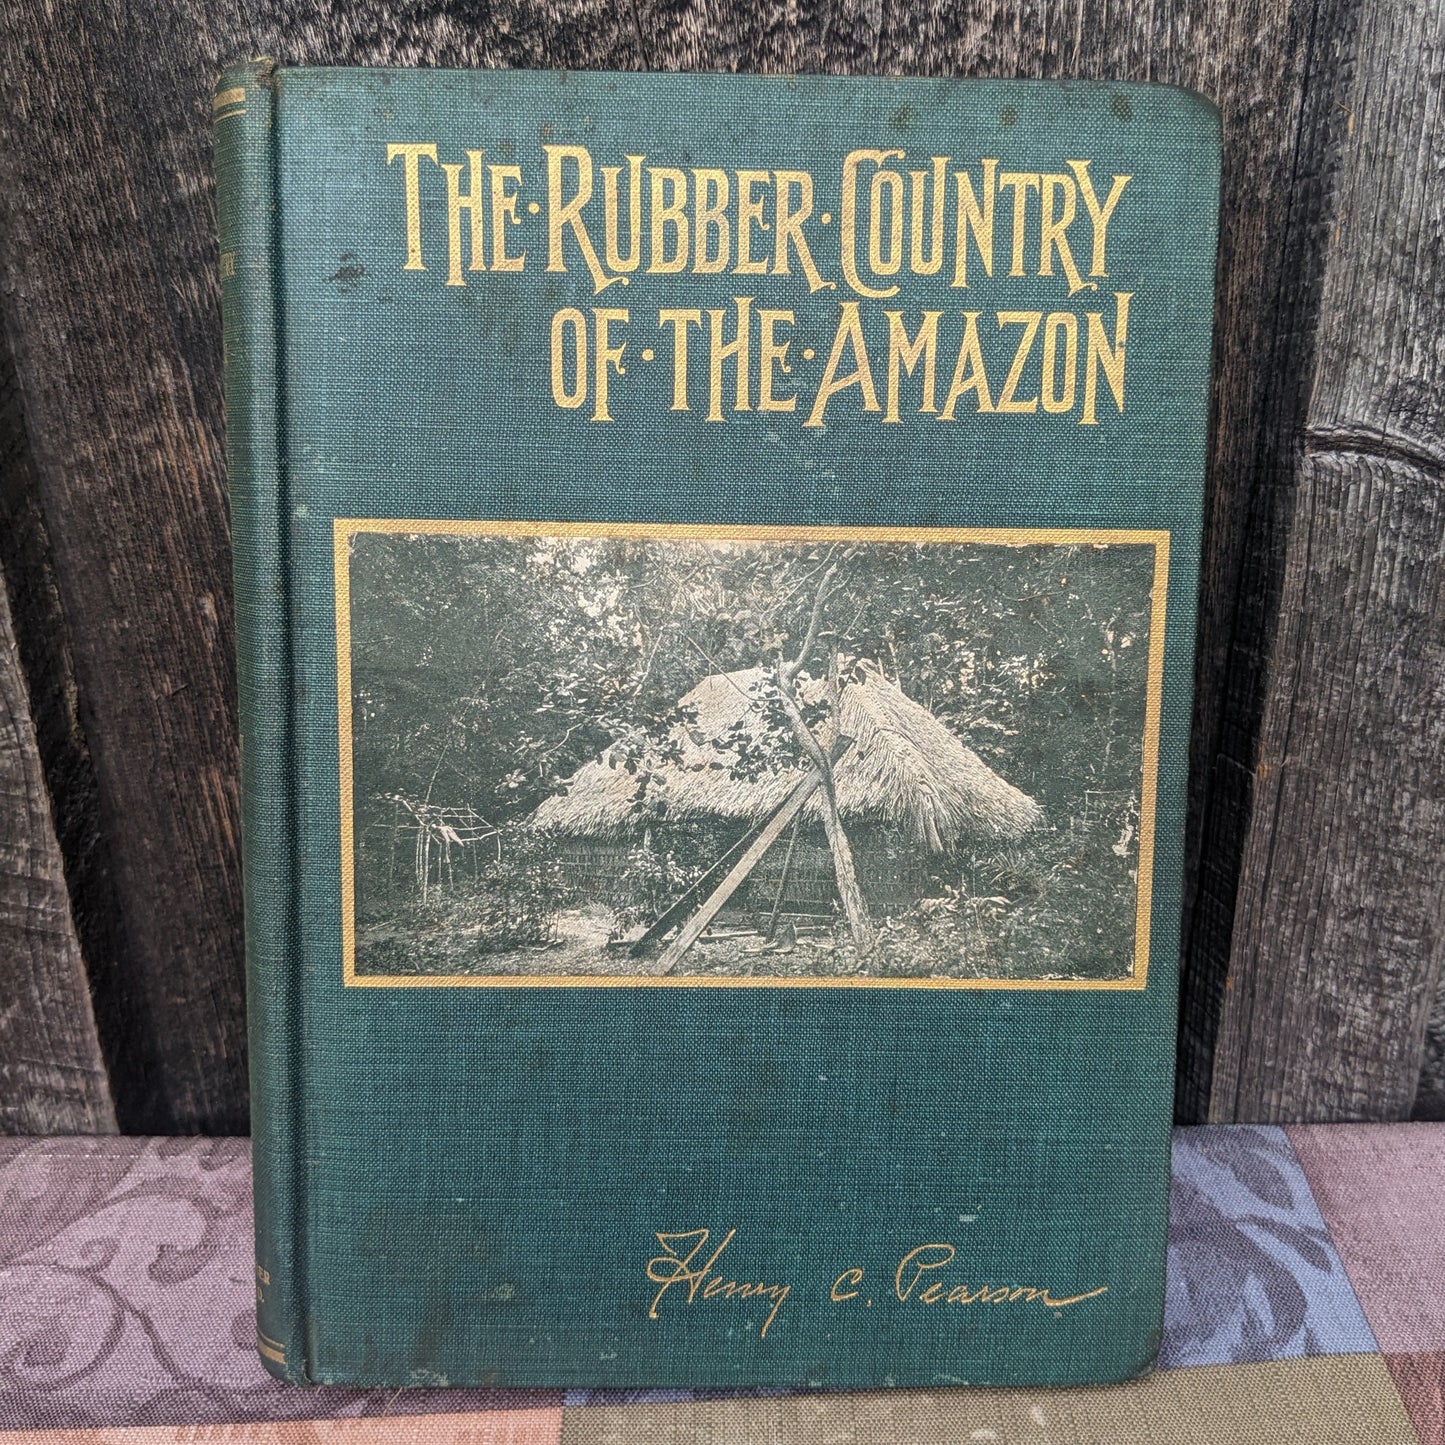 THE·RUBBER·COUNTRY
OF·THE·AMAZON
Henry C. Pearson